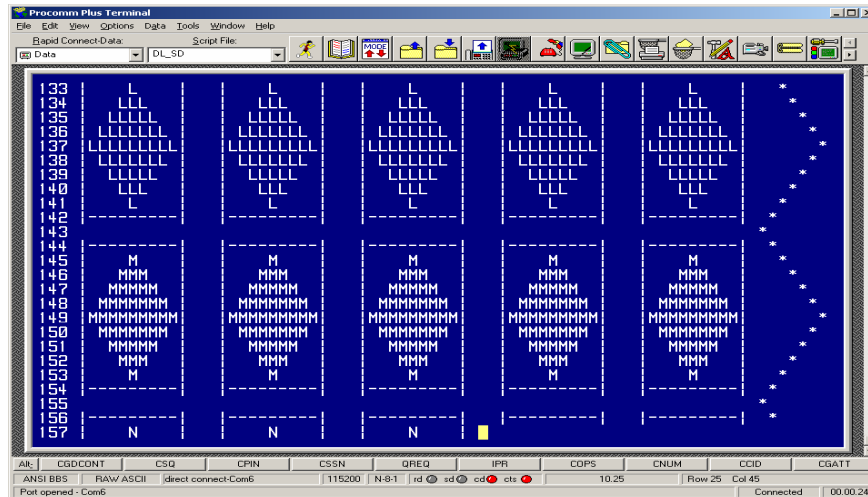 Procomm Plus Terminal
File Edit View Options Data Tools Window Help
Rapid Connect-Data: Script File:
Data DL_SD MODE
133 | L | | L | | L | | L | | L | *
134 | LLL | | LLL | | LLL | | LLL | | LLL | *
135 | LLLLL | | LLLLL | | LLLLL | | LLLLL | | LLLLL | *
136 | LLLLLLL | | LLLLLLL | | LLLLLLL | | LLLLLLL | | LLLLLLL | *
137 |LLLLLLLLL| |LLLLLLLLL| |LLLLLLLLL| |LLLLLLLLL| |LLLLLLLLL| *
138 | LLLLLLL | | LLLLLLL | | LLLLLLL | | LLLLLLL | | LLLLLLL | *
139 | LLLLL | | LLLLL | | LLLLL | | LLLLL | | LLLLL | *
140 | LLL | | LLL | | LLL | | LLL | | LLL | *
141 | L | | L | | L | | L | | L | *
142 |---------| |---------| |---------| |---------| |---------| *
143 *
144 |---------| |---------| |---------| |---------| |---------| *
145 | M | | M | | M | | M | | M | *
146 | MMM | | MMM | | MMM | | MMM | | MMM | *
147 | MMMMM | | MMMMM | | MMMMM | | MMMMM | | MMMMM | *
148 | MMMMMMM | | MMMMMMM | | MMMMMMM | | MMMMMMM | | MMMMMMM | *
149 |MMMMMMMMM| |MMMMMMMMM| |MMMMMMMMM| |MMMMMMMMM| |MMMMMMMMM| *
150 | MMMMMMM | | MMMMMMM | | MMMMMMM | | MMMMMMM | | MMMMMMM | *
151 | MMMMM | | MMMMM | | MMMMM | | MMMMM | | MMMMM | *
152 | MMM | | MMM | | MMM | | MMM | | MMM | *
153 | M | | M | | M | | M | | M | *
154 |---------| |---------| |---------| |---------| |---------| *
155 *
156 |---------| |---------| |---------| |---------| |---------| *
157 | N | | N | | N | |
Alt- CGDCONT CSQ CPIN CSSN QREQ IPR COPS CNUM CCID CGATT
ANSI BBS RAW ASCII direct connect-Com6 115200 N-8-1 rd sd cd cts 10.25 Row 25 Col 45
Port opened - Com6 Connected 00.00.24